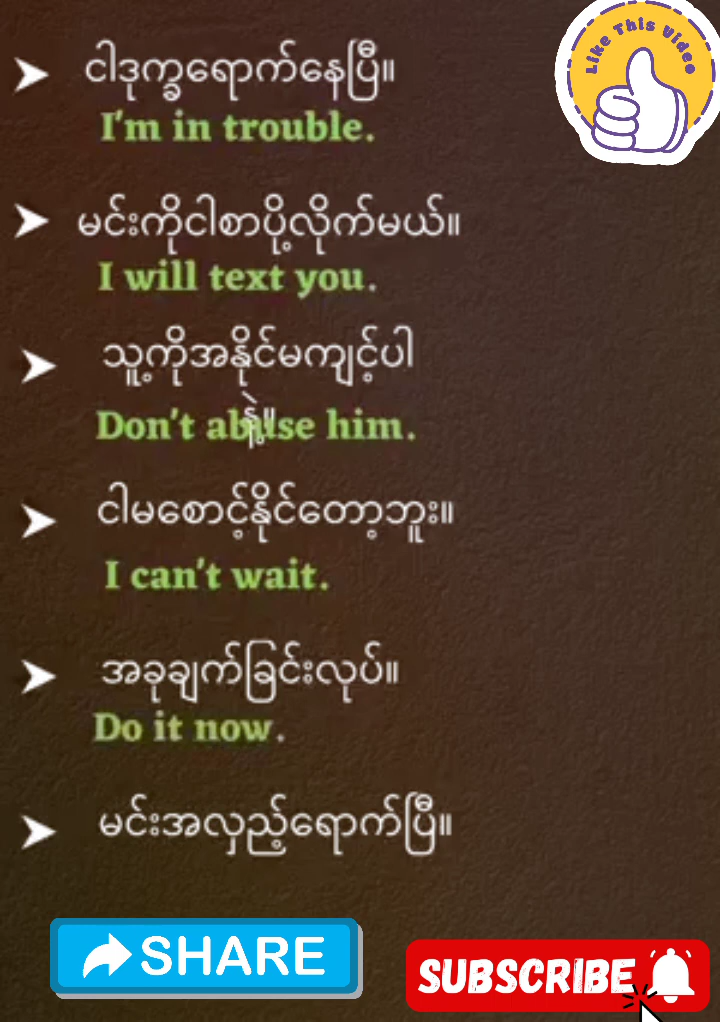 Like This Video
ငါဒုက္ခရောက်နေပြီ။
I'm in trouble.
မင်းကိုငါစာပို့လိုက်မယ်။
I will text you.
သူ့ကိုအနိုင်မကျင့်ပါ
နဲ့။
Don't abuse him.
ငါမစောင့်နိုင်တော့ဘူး။
I can't wait.
အခုချက်ခြင်းလုပ်။
Do it now.
မင်းအလှည့်ရောက်ပြီ။
SHARE
SUBSCRIBE